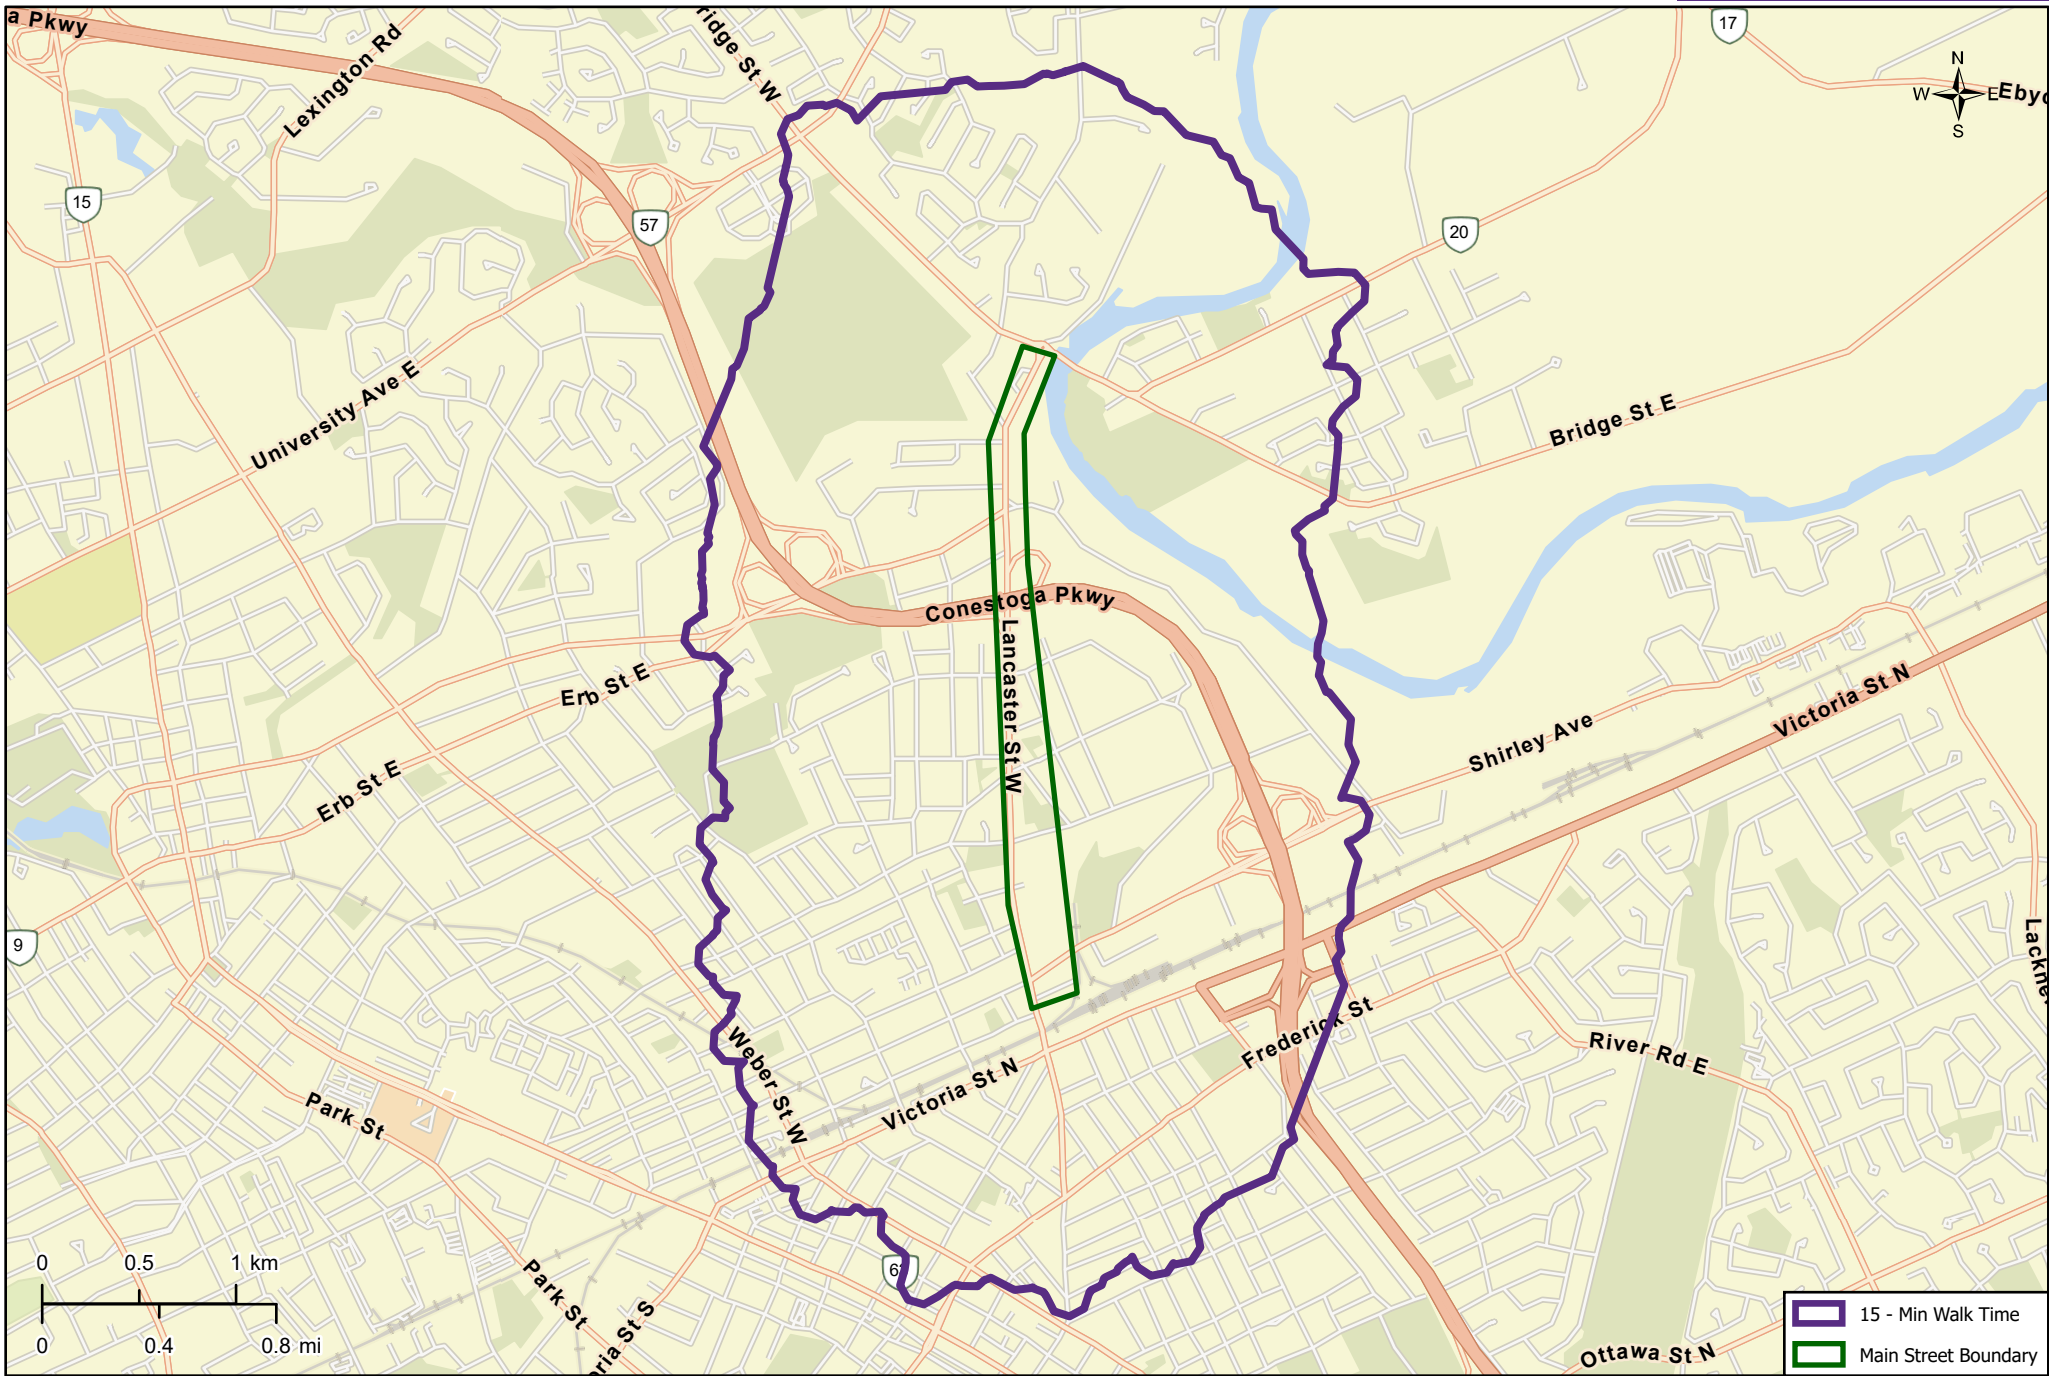 a Pkwy
Lexington Rd
ridge St W
17
N
W
E
S
Ebyc
15
57
20
University Ave E
Bridge St E
Conestoga Pkwy
Lancaster St W
Erb St E
Victoria St N
Shirley Ave
Erb St E
9
Lackne
Frederick St
River Rd E
Weber St W
Victoria St N
Park St
0 0.5 1 km
0 0.4 0.8 mi
Park St
oria St S
Ottawa St N
15 - Min Walk Time
Main Street Boundary